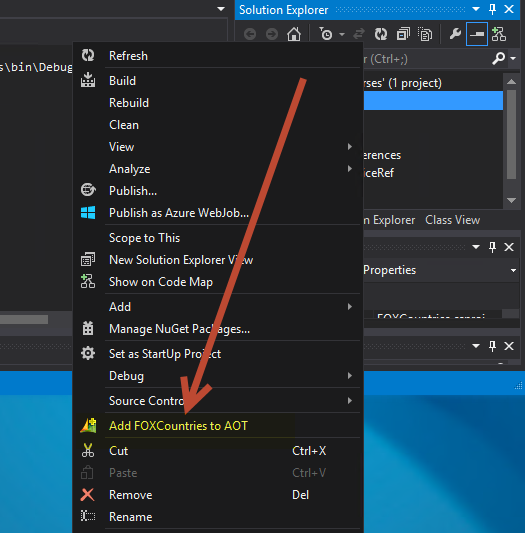 Solution Explorer
s\bin\Debug
(Ctrl+;)
rses' (1 project)
erences
iceRef
m Explorer Class View
Properties
FOXCountries.csproj
Refresh
Build
Rebuild
Clean
View
Analyze
Publish...
Publish as Azure WebJob...
Scope to This
New Solution Explorer View
Show on Code Map
Add
Manage NuGet Packages...
Set as StartUp Project
Debug
Source Contro
Add FOXCountries to AOT
Cut Ctrl+X
Paste Ctrl+V
Remove Del
Rename